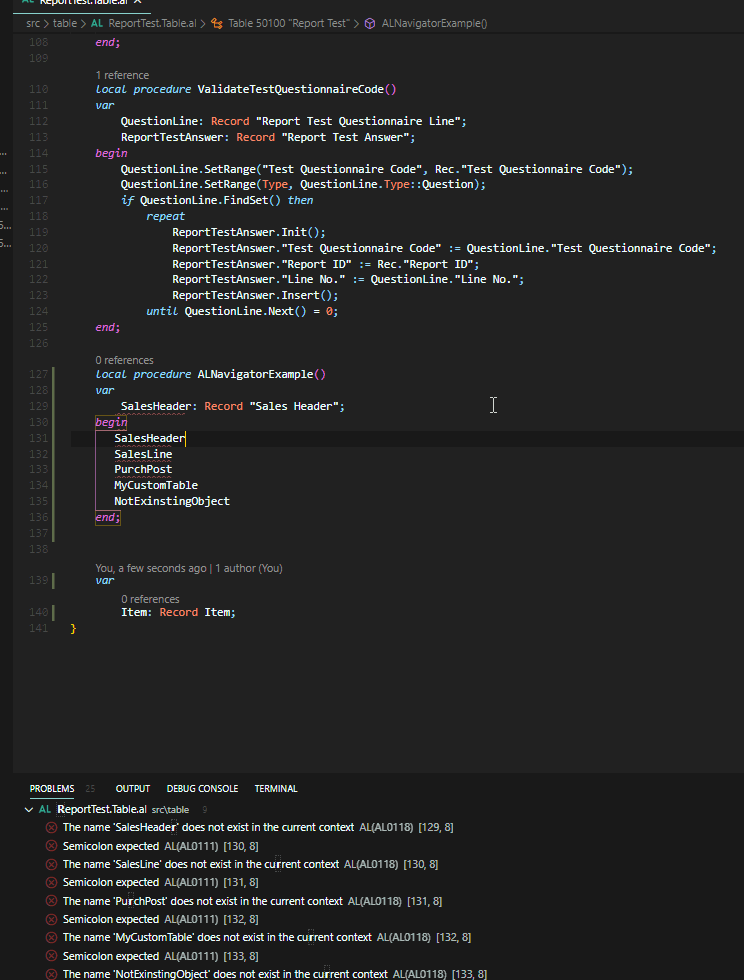 ReportTest.Table.al
src > table > AL ReportTest.Table.al > Table 50100 "Report Test" > ALNavigatorExample()
108 end;
109
1 reference
110 local procedure ValidateTestQuestionnaireCode()
111 var
112 QuestionLine: Record "Report Test Questionnaire Line";
113 ReportTestAnswer: Record "Report Test Answer";
114 begin
115 QuestionLine.SetRange("Test Questionnaire Code", Rec."Test Questionnaire Code");
116 QuestionLine.SetRange(Type, QuestionLine.Type::Question);
117 if QuestionLine.FindSet() then
118 repeat
119 ReportTestAnswer.Init();
120 ReportTestAnswer."Test Questionnaire Code" := QuestionLine."Test Questionnaire Code";
121 ReportTestAnswer."Report ID" := Rec."Report ID";
122 ReportTestAnswer."Line No." := QuestionLine."Line No.";
123 ReportTestAnswer.Insert();
124 until QuestionLine.Next() = 0;
125 end;
126
0 references
127 local procedure ALNavigatorExample()
128 var
129 SalesHeader: Record "Sales Header";
130 begin
131 SalesHeader
132 SalesLine
133 PurchPost
134 MyCustomTable
135 NotExinstingObject
136 end;
137
138
You, a few seconds ago | 1 author (You)
139 var
0 references
140 Item: Record Item;
141 }
PROBLEMS 25 OUTPUT DEBUG CONSOLE TERMINAL
AL ReportTest.Table.al src\table 9
The name 'SalesHeader' does not exist in the current context AL(AL0118) [129, 8]
Semicolon expected AL(AL0111) [130, 8]
The name 'SalesLine' does not exist in the current context AL(AL0118) [130, 8]
Semicolon expected AL(AL0111) [131, 8]
The name 'PurchPost' does not exist in the current context AL(AL0118) [131, 8]
Semicolon expected AL(AL0111) [132, 8]
The name 'MyCustomTable' does not exist in the current context AL(AL0118) [132, 8]
Semicolon expected AL(AL0111) [133, 8]
The name 'NotExinstingObject' does not exist in the current context AL(AL0118) [133, 8]